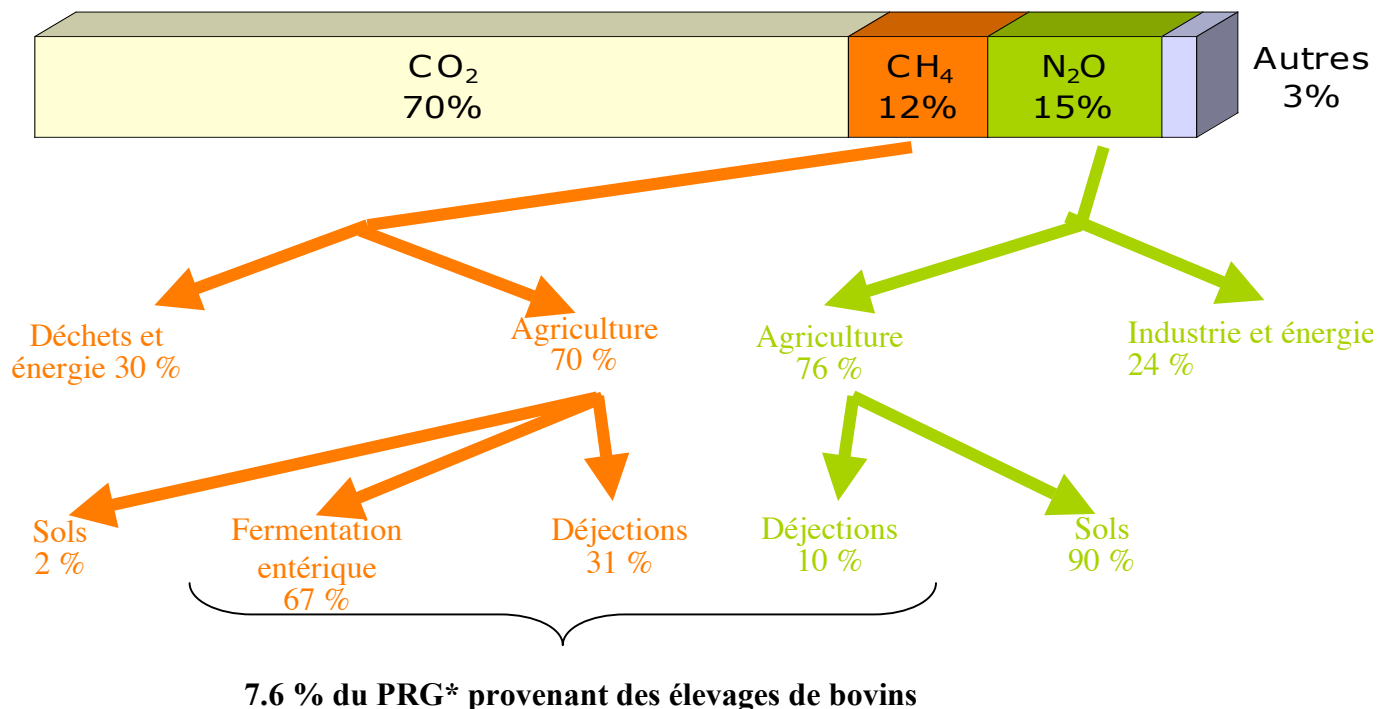 CO₂
70%
CH₄
12%
N₂O
15%
Autres
3%
Déchets et
énergie 30 %
Agriculture
70 %
Agriculture
76 %
Industrie et énergie
24 %
Sols
2 %
Fermentation
entérique
67 %
Déjections
31 %
Déjections
10 %
Sols
90 %
7.6 % du PRG* provenant des élevages de bovins